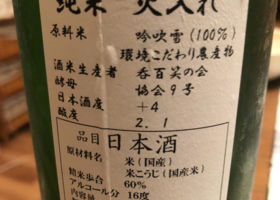 純米 火入れ
原料米 吟吹雪(100%)
環境こだわり農産物
酒米生産者 呑百笑の会
酵母 協会9号
日本酒度 +4
酸度 2.1
品目 日本酒
原材料名 米(国産)
米こうじ(国産米)
精米歩合 60%
アルコール分 16度
内容量